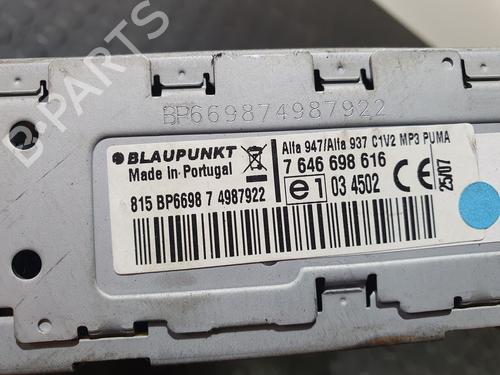 BP669874987922
BLAUPUNKT
Made in Portugal
815 BP6698 7 4987922
Alfa 947/Alfa 937 C1V2 MP3 PUMA
7 646 698 616
e1 03 4502 CE 25/07